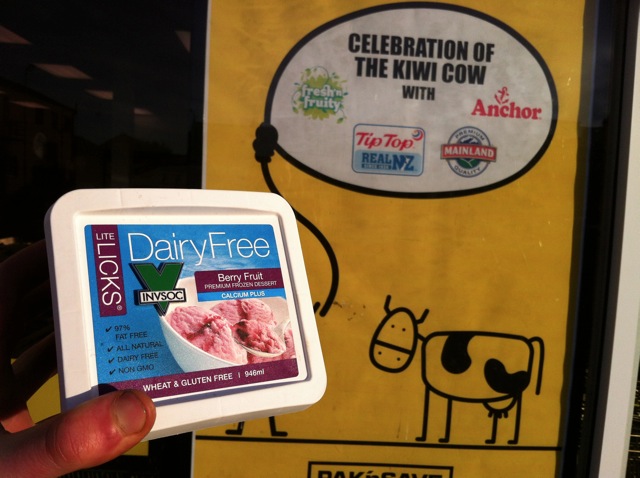 CELEBRATION OF
THE KIWI COW
WITH
fresh'n
fruity
Anchor
Tip Top
REAL NZ
PREMIUM
MAINLAND
QUALITY
LITE
LICKS®
DairyFree
INVSOC
Berry Fruit
PREMIUM FROZEN DESSERT
CALCIUM PLUS
✓ 97%
FAT FREE
✓ ALL NATURAL
✓ DAIRY FREE
✓ NON GMO
WHEAT & GLUTEN FREE | 946ml
PAK'nSAVE